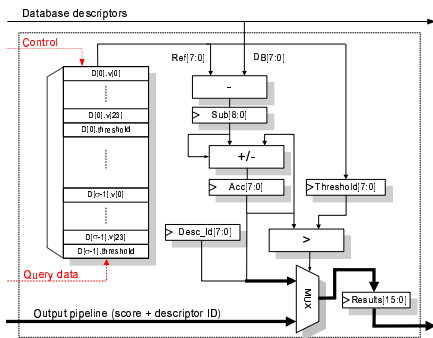 Database descriptors
Control
Ref[7:0]
DB[7:0]
D[0].v[0]
-
D[0].v[23]
Sub[8:0]
D[0].threshold
+/-
Acc[7:0]
Threshold[7:0]
D[σ-1].v[0]
Desc_Id[7:0]
D[σ-1].v[23]
>
D[σ-1].threshold
Query data
MUX
Results[15:0]
Output pipeline (score + descriptor ID)